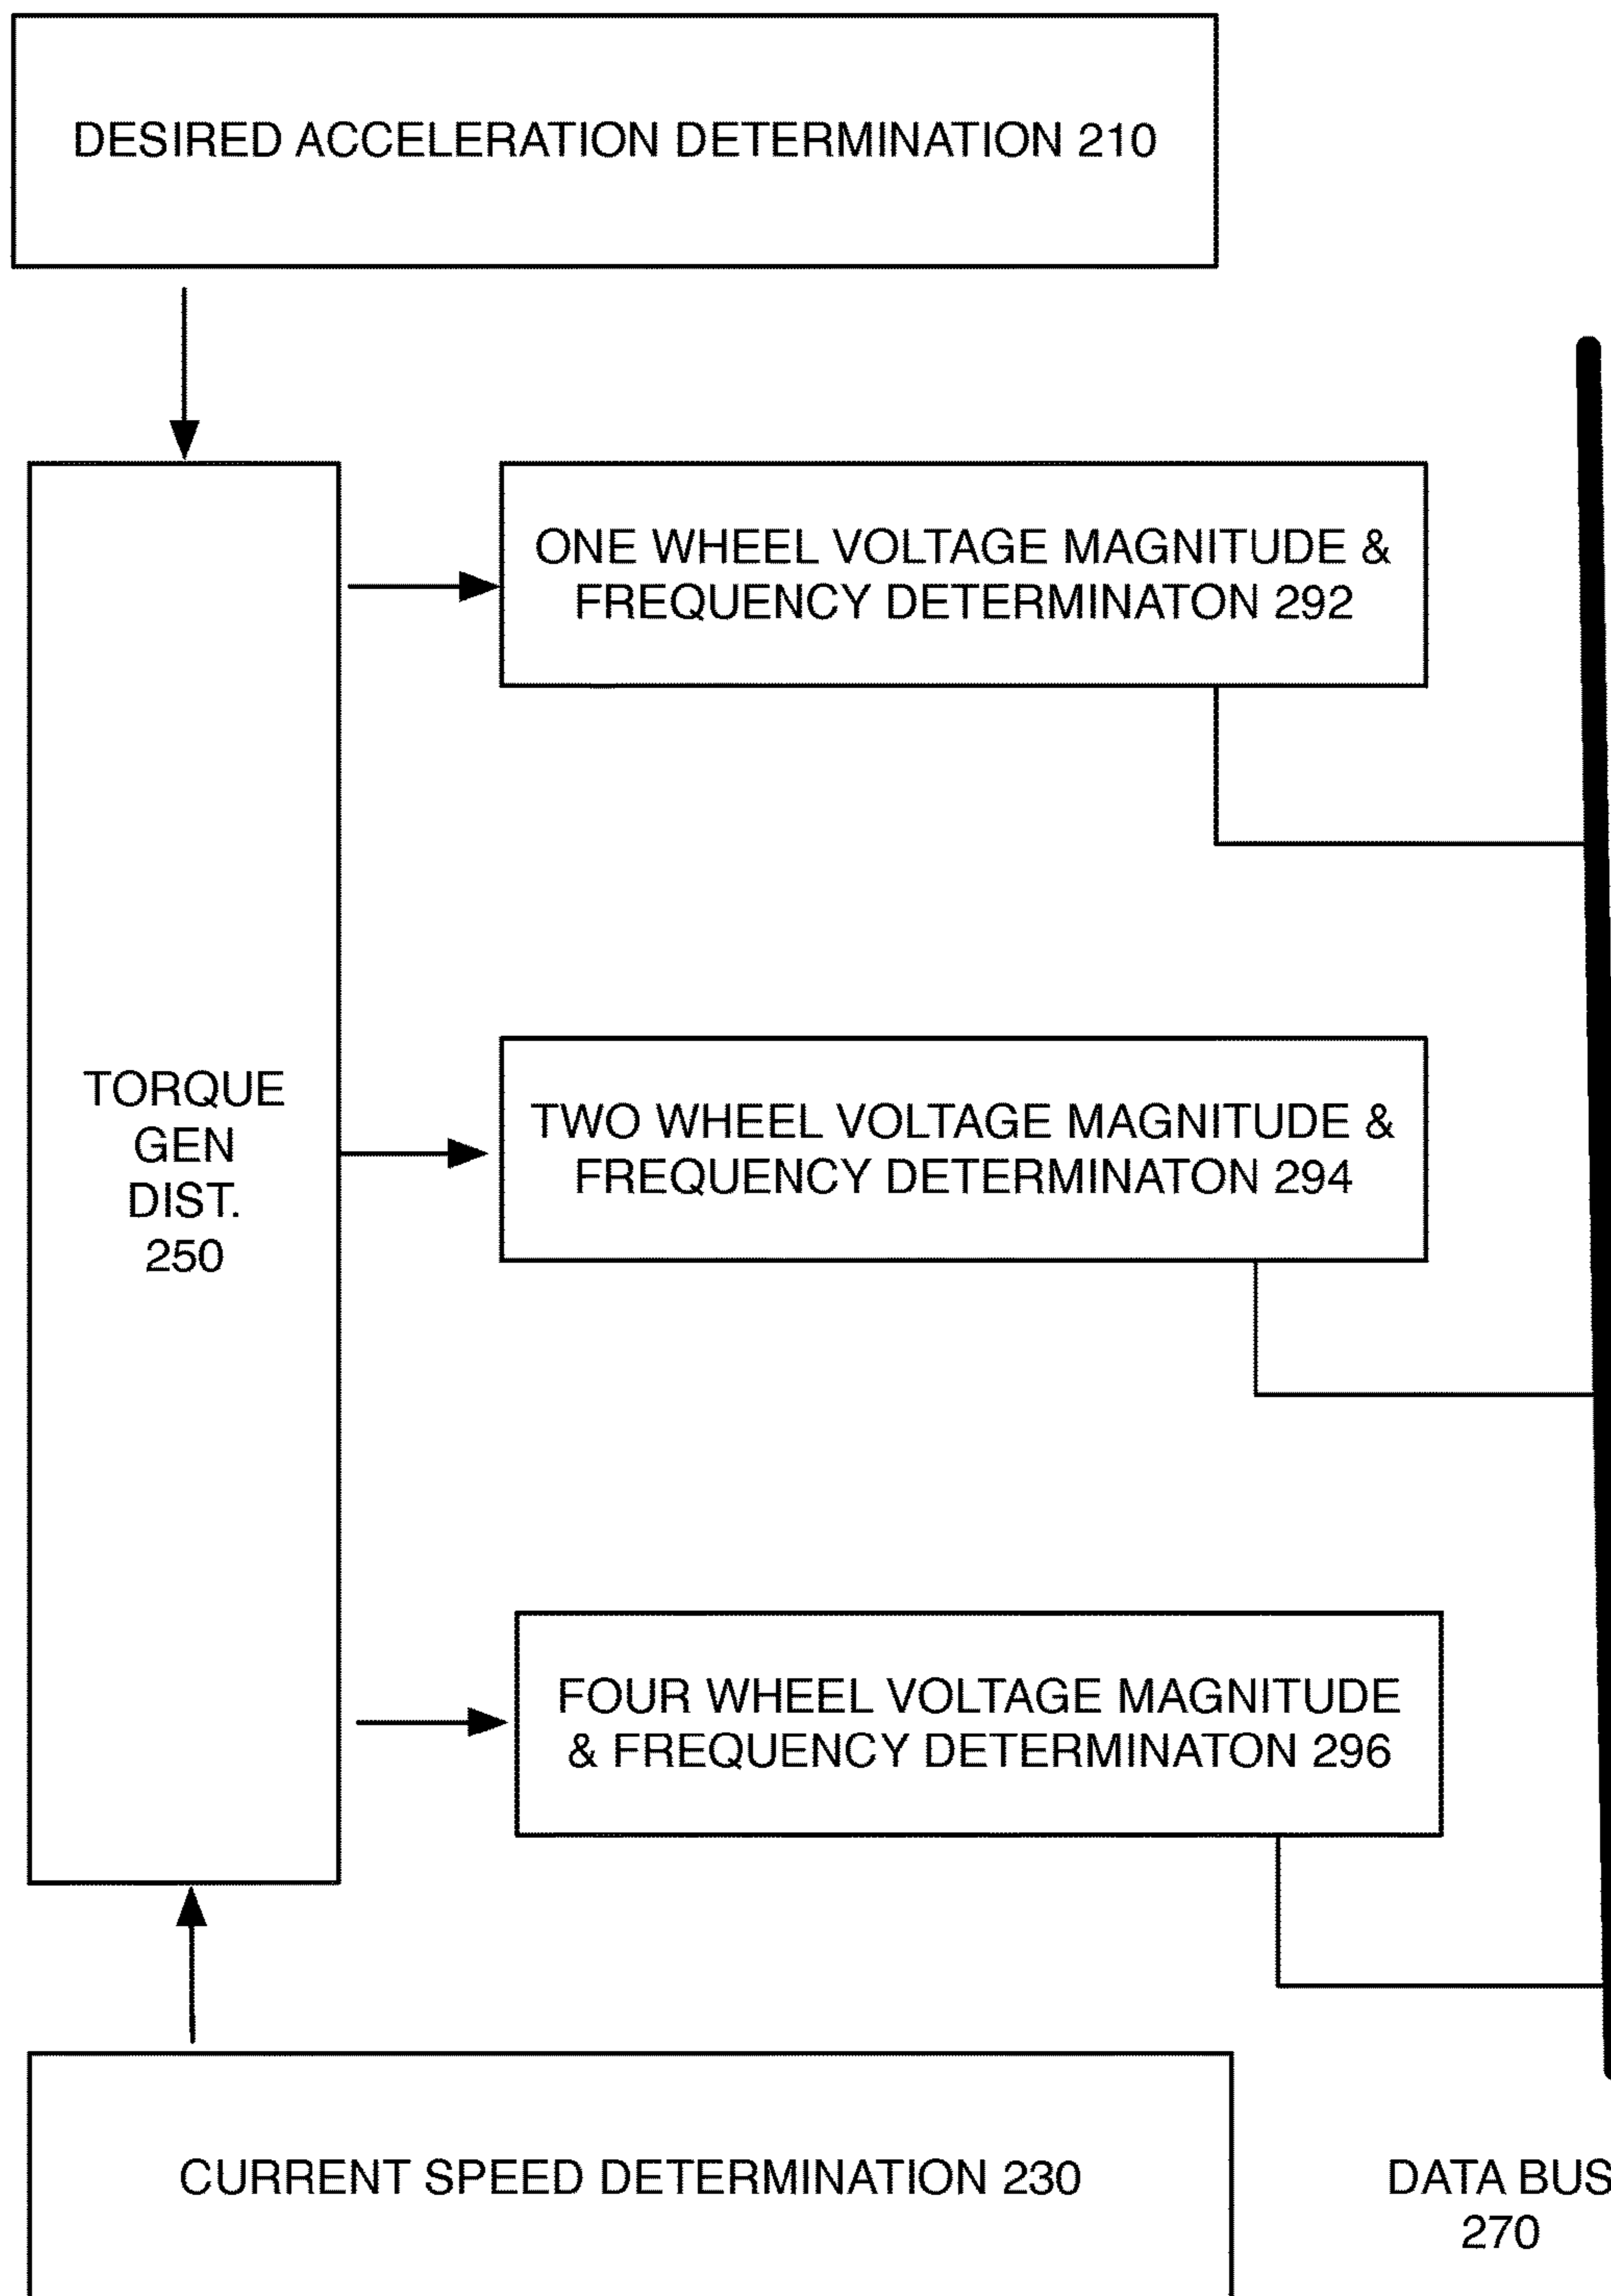 DESIRED ACCELERATION DETERMINATION 210
ONE WHEEL VOLTAGE MAGNITUDE &
FREQUENCY DETERMINATON 292
TORQUE
GEN
DIST.
250
TWO WHEEL VOLTAGE MAGNITUDE &
FREQUENCY DETERMINATON 294
FOUR WHEEL VOLTAGE MAGNITUDE
& FREQUENCY DETERMINATON 296
CURRENT SPEED DETERMINATION 230
DATA BUS
270